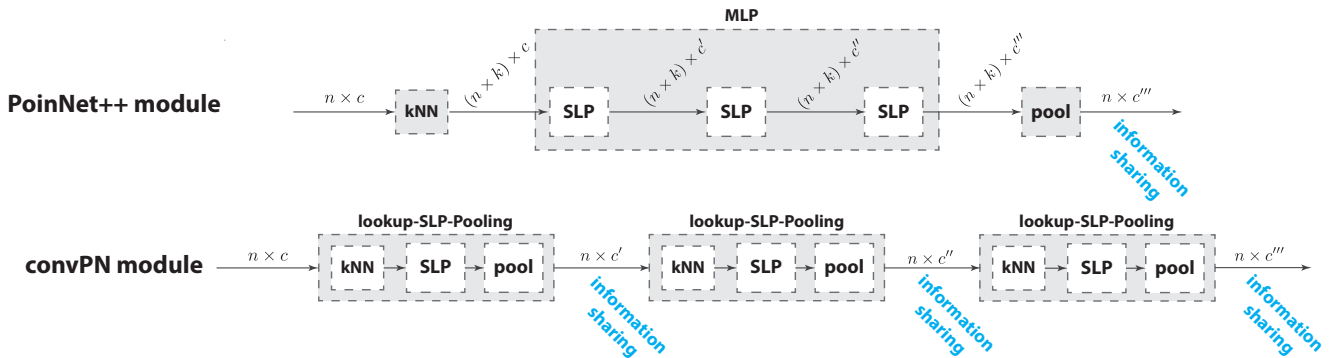 MLP
PoinNet++ module
n × c
kNN
(n × k) × c
SLP
(n × k) × c′
SLP
(n × k) × c″
SLP
(n × k) × c‴
pool
n × c‴
information
sharing
convPN module
n × c
lookup-SLP-Pooling
kNN
SLP
pool
n × c′
information
sharing
lookup-SLP-Pooling
kNN
SLP
pool
n × c″
information
sharing
lookup-SLP-Pooling
kNN
SLP
pool
n × c‴
information
sharing